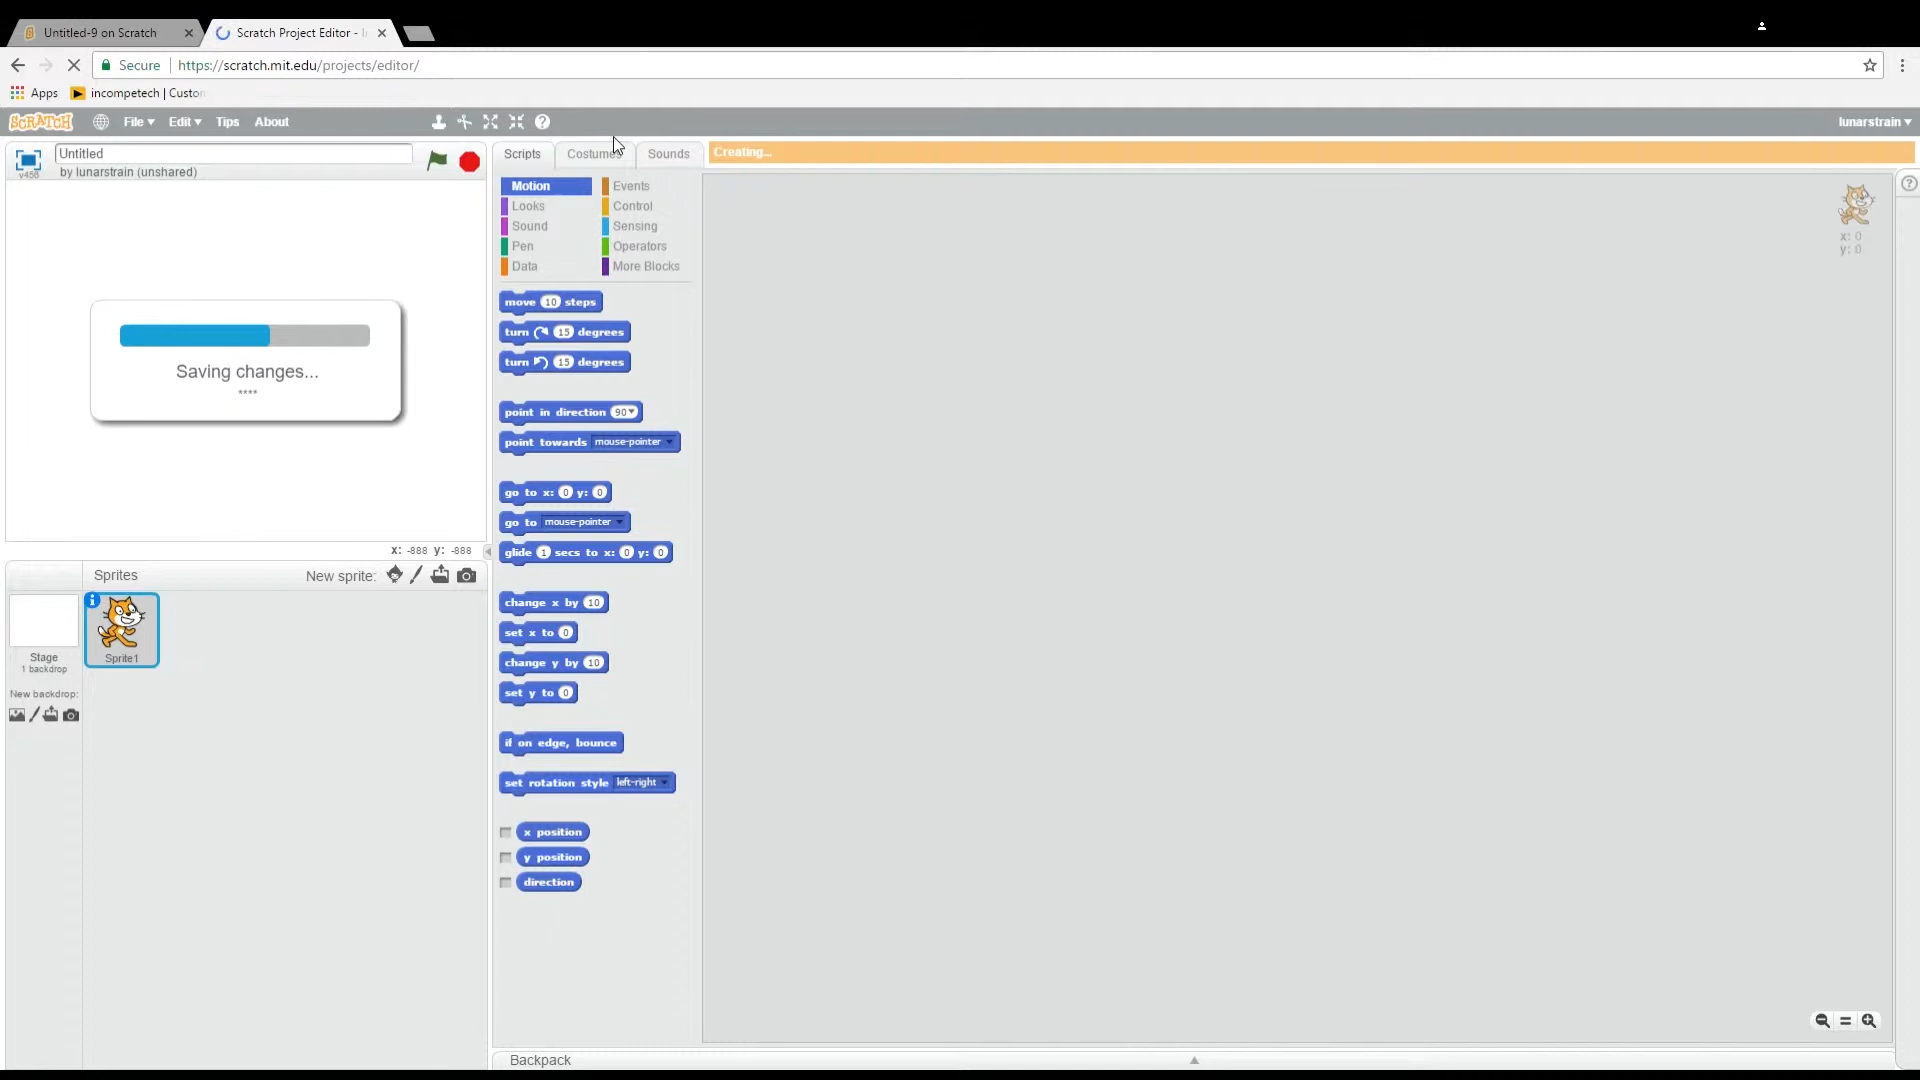 Untitled-9 on Scratch
Scratch Project Editor -
Secure
https://scratch.mit.edu/projects/editor/
Apps
incompetech | Custom
SCRATCH
File
Edit
Tips
About
lunarstrain
v456
Untitled
by lunarstrain (unshared)
Saving changes...
****
x: -888 y: -888
Sprites
New sprite:
Sprite1
Stage
1 backdrop
New backdrop:
Scripts
Costumes
Sounds
Creating...
Motion
Events
Looks
Control
Sound
Sensing
Pen
Operators
Data
More Blocks
move 10 steps
turn 15 degrees
turn 15 degrees
point in direction 90
point towards mouse-pointer
go to x: 0 y: 0
go to mouse-pointer
glide 1 secs to x: 0 y: 0
change x by 10
set x to 0
change y by 10
set y to 0
if on edge, bounce
set rotation style left-right
x position
y position
direction
x: 0
y: 0
Backpack